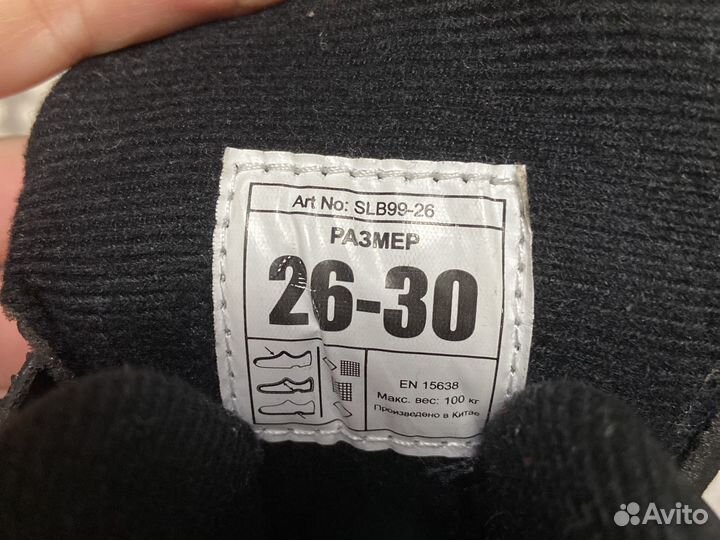 Art No: SLB99-26
РАЗМЕР
26-30
EN 15638
Макс. вес: 100 кг
Произведено в Китае
Avito